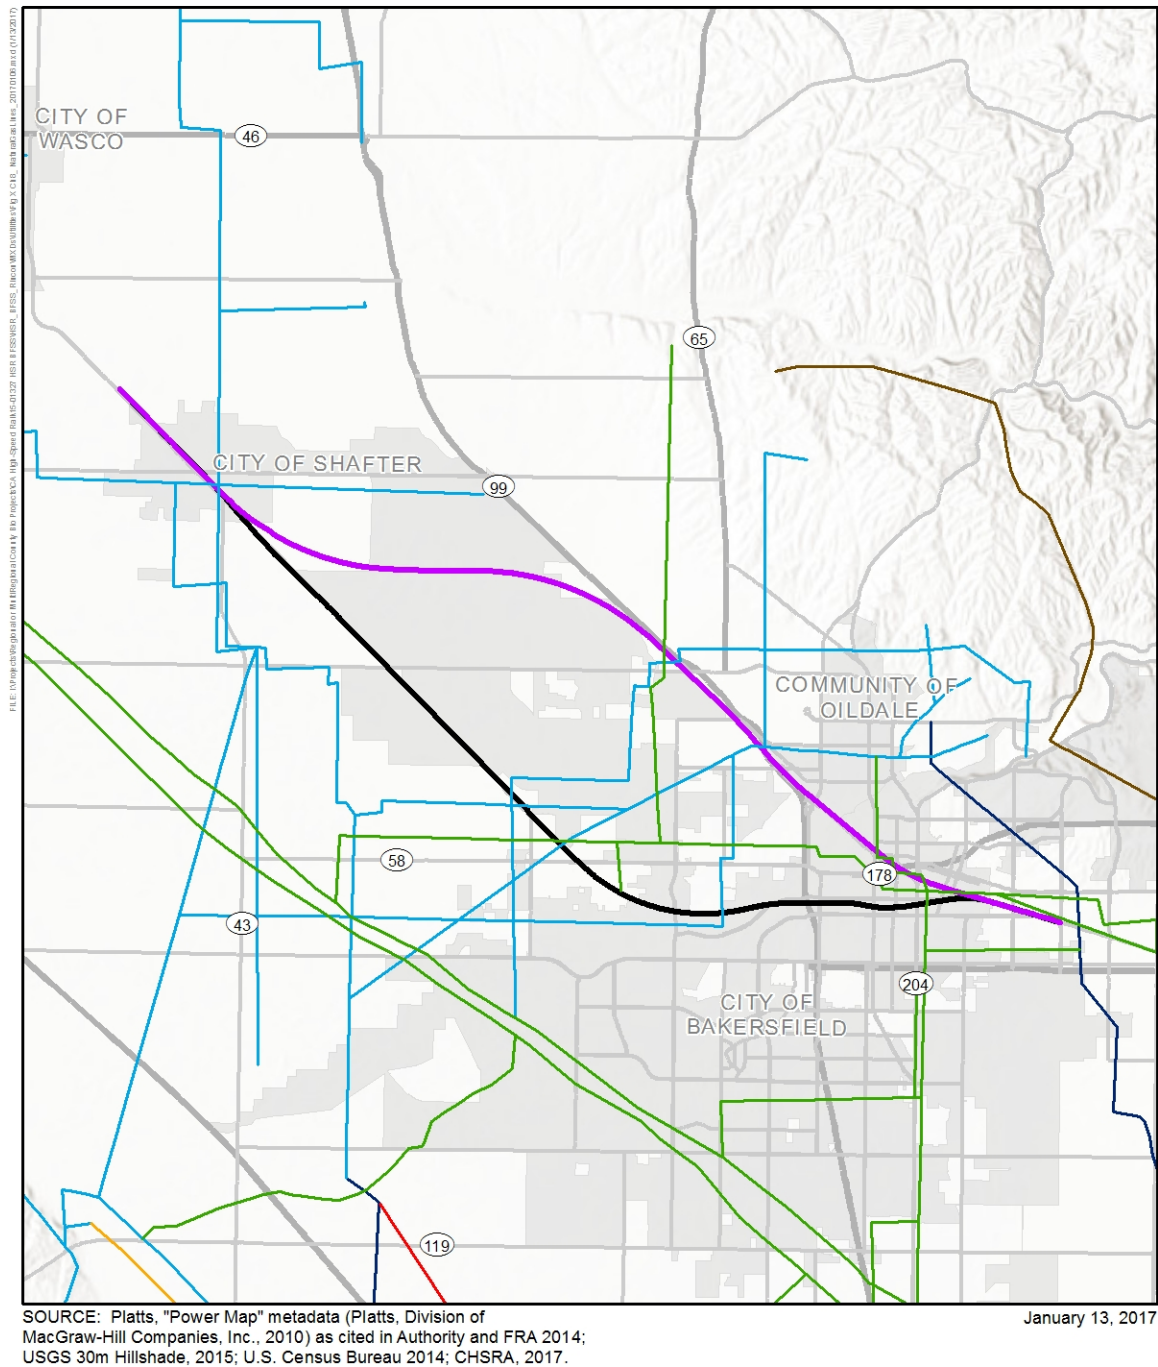 CITY OF
WASCO
46
65
CITY OF SHAFTER
99
COMMUNITY OF
OILDALE
58
178
43
204
CITY OF
BAKERSFIELD
119
SOURCE: Platts, "Power Map" metadata (Platts, Division of
MacGraw-Hill Companies, Inc., 2010) as cited in Authority and FRA 2014;
USGS 30m Hillshade, 2015; U.S. Census Bureau 2014; CHSRA, 2017.
January 13, 2017